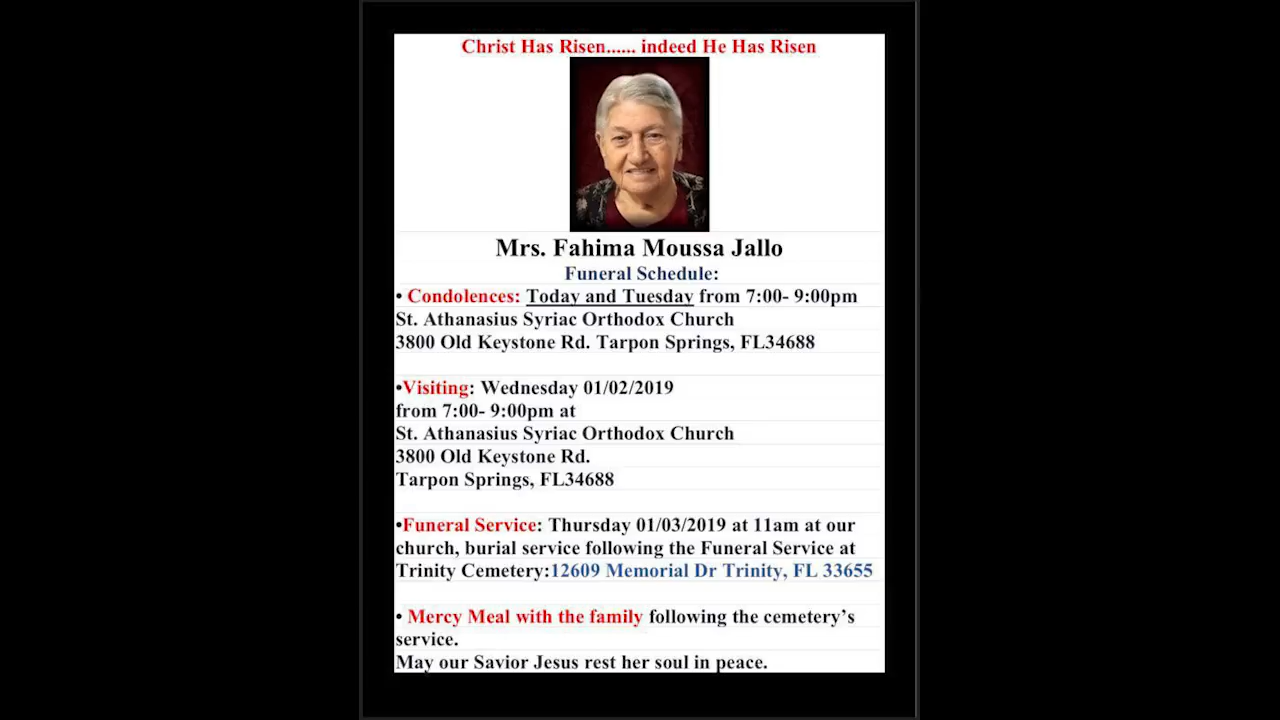 Christ Has Risen...... indeed He Has Risen
Mrs. Fahima Moussa Jallo
Funeral Schedule:
• Condolences: Today and Tuesday from 7:00- 9:00pm
St. Athanasius Syriac Orthodox Church
3800 Old Keystone Rd. Tarpon Springs, FL34688
•Visiting: Wednesday 01/02/2019
from 7:00- 9:00pm at
St. Athanasius Syriac Orthodox Church
3800 Old Keystone Rd.
Tarpon Springs, FL34688
•Funeral Service: Thursday 01/03/2019 at 11am at our
church, burial service following the Funeral Service at
Trinity Cemetery:12609 Memorial Dr Trinity, FL 33655
• Mercy Meal with the family following the cemetery’s
service.
May our Savior Jesus rest her soul in peace.